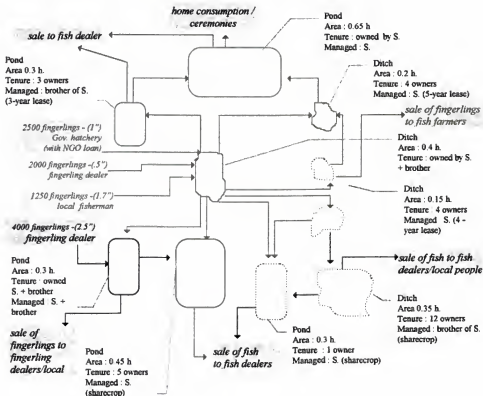 home consumption /
ceremonies
sale to fish dealer
Pond
Area : 0.65 h
Tenure : owned by S.
Managed : S.
Pond
Area 0.3 h.
Tenure : 3 owners
Managed : brother of S.
(3-year lease)
Ditch
Area : 0.2 h.
Tenure : 4 owners
Managed : S. (5-year lease)
sale of fingerlings
to fish farmers
2500 fingerlings - (1")
Gov. hatchery
(with NGO loan)
2000 fingerlings -(.5")
fingerling dealer
1250 fingerlings -(1.7")
local fisherman
Ditch
Area : 0.4 h.
Tenure : owned by S.
+ brother
Ditch
Area : 0.15 h.
Tenure : 4 owners
Managed S. (4 -
year lease)
4000 fingerlings -(2.5")
fingerling dealer
Pond
Area : 0.3 h.
Tenure : owned
S. + brother
Managed : S. +
brother
sale of fish to fish
dealers/local people
Ditch
Area 0.35 h.
Tenure : 12 owners
Managed : brother of S.
(sharecrop)
sale of
fingerlings to
fingerling
dealers/local
Pond
Area : 0.45 h
Tenure : 5 owners
Managed : S.
(sharecrop)
sale of fish
to fish dealers
Pond
Area : 0.3 h.
Tenure : 1 owner
Managed : S.
(sharecrop)